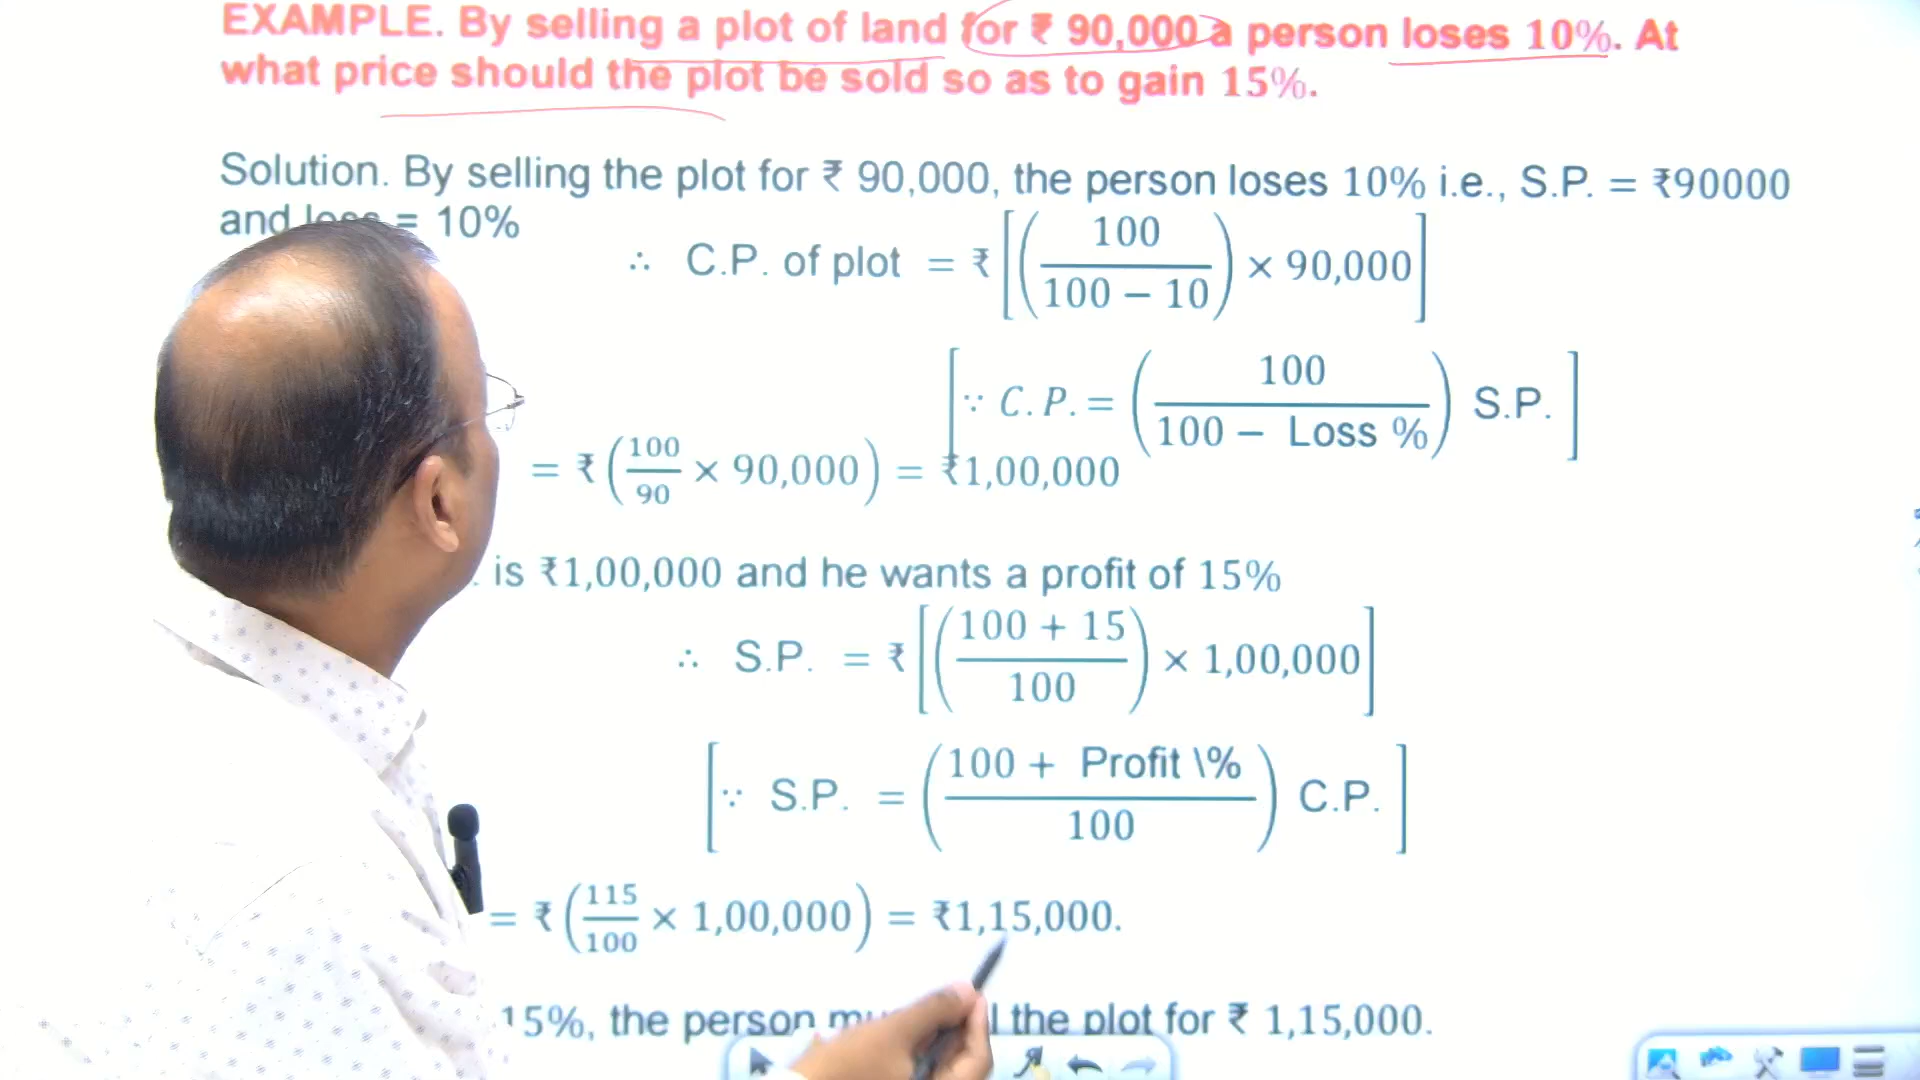 EXAMPLE. By selling a plot of land for ₹ 90,000 a person loses 10%. At
what price should the plot be sold so as to gain 15%.
Solution. By selling the plot for ₹ 90,000, the person loses 10% i.e., S.P. = ₹90000
and loss = 10%
∴ C.P. of plot = ₹ [(100 / 100 − 10) × 90,000]
[∵ C.P. = (100 / 100 − Loss %) S.P. ]
= ₹ (100/90 × 90,000) = ₹1,00,000
. is ₹1,00,000 and he wants a profit of 15%
∴ S.P. = ₹ [(100 + 15 / 100) × 1,00,000]
[∵ S.P. = (100 + Profit \% / 100) C.P. ]
= ₹ (115/100 × 1,00,000) = ₹1,15,000.
15%, the person the plot for ₹ 1,15,000.